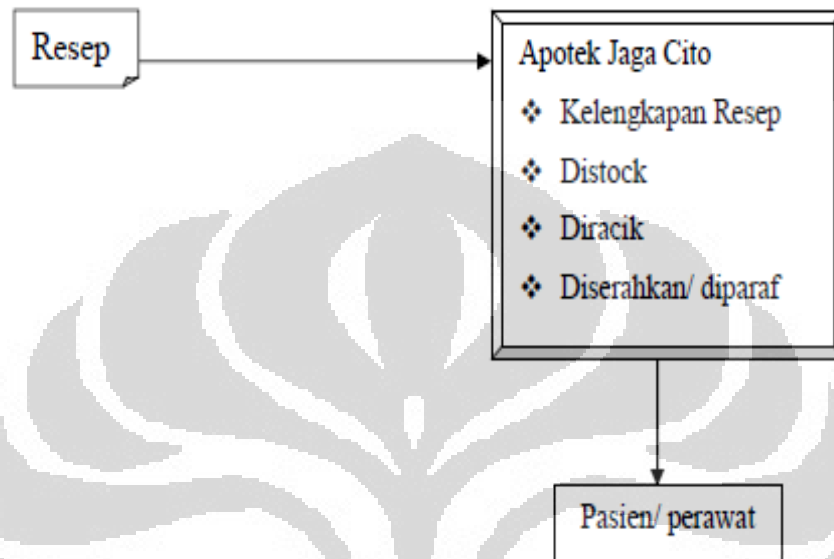 Resep
Apotek Jaga Cito
❖ Kelengkapan Resep
❖ Distock
❖ Diracik
❖ Diserahkan/ diparaf
Pasien/ perawat